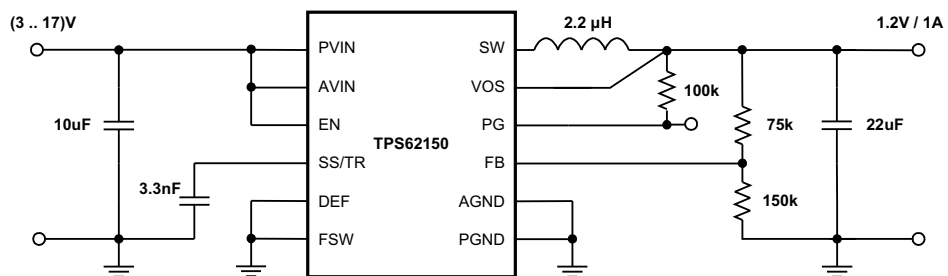 (3 .. 17)V
2.2 µH
1.2V / 1A
PVIN
SW
AVIN
VOS
100k
10uF
EN
PG
TPS62150
75k
22uF
SS/TR
FB
3.3nF
DEF
AGND
150k
FSW
PGND